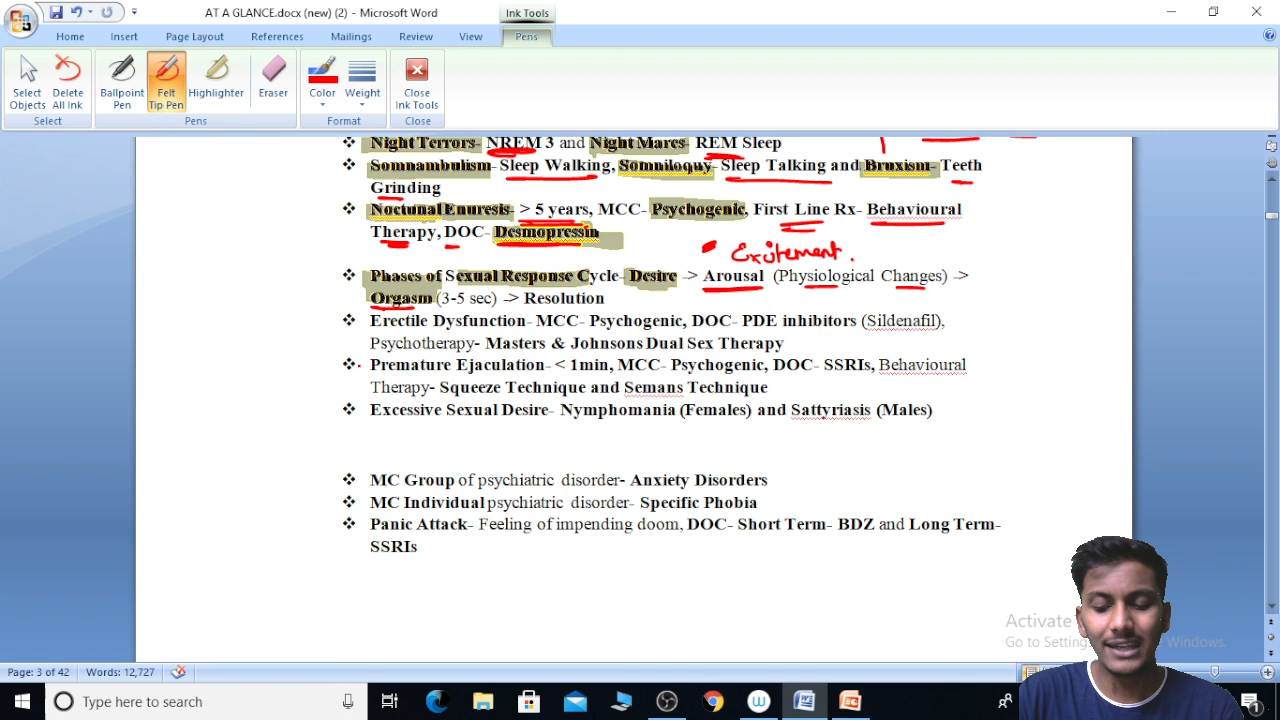 AT A GLANCE.docx (new) (2) - Microsoft Word
Ink Tools
Home Insert Page Layout References Mailings Review View Pens
Select Objects
Delete All Ink
Ballpoint Pen
Felt Tip Pen
Highlighter
Eraser
Color
Weight
Close Ink Tools
Select Pens Format Close
Night Terrors- NREM 3 and Night Mares- REM Sleep
Somnambulism- Sleep Walking, Somniloquy- Sleep Talking and Bruxism- Teeth
Grinding
Noctunal Enuresis- > 5 years, MCC- Psychogenic, First Line Rx- Behavioural
Therapy, DOC- Desmopressin
Excitement.
Phases of Sexual Response Cycle- Desire -> Arousal (Physiological Changes) ->
Orgasm (3-5 sec) -> Resolution
Erectile Dysfunction- MCC- Psychogenic, DOC- PDE inhibitors (Sildenafil),
Psychotherapy- Masters & Johnsons Dual Sex Therapy
Premature Ejaculation- < 1min, MCC- Psychogenic, DOC- SSRIs, Behavioural
Therapy- Squeeze Technique and Semans Technique
Excessive Sexual Desire- Nymphomania (Females) and Sattyriasis (Males)
MC Group of psychiatric disorder- Anxiety Disorders
MC Individual psychiatric disorder- Specific Phobia
Panic Attack- Feeling of impending doom, DOC- Short Term- BDZ and Long Term-
SSRIs
Activate
Go to Setting Windows.
Page: 3 of 42 Words: 12,727
Type here to search